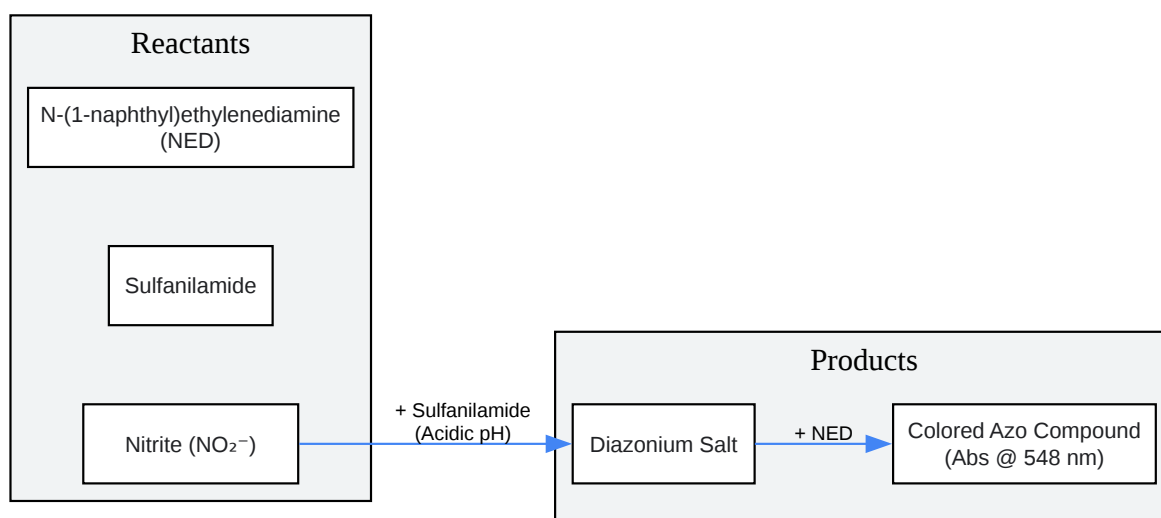 Reactants
N-(1-naphthyl)ethylenediamine
(NED)
Sulfanilamide
Nitrite (NO₂⁻)
+ Sulfanilamide
(Acidic pH)
Products
Diazonium Salt
+ NED
Colored Azo Compound
(Abs @ 548 nm)